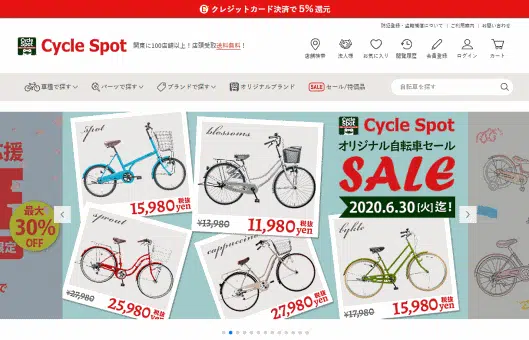 クレジットカード決済で5%還元
防犯登録・盗難補償について | ご利用案内 | お問い合わせ
Cycle Spot
Cycle Spot 関東に100店舗以上！店頭受取送料無料！
店舗検索 法人様 お気に入り 閲覧履歴 会員登録 ログイン カート
車種で探す パーツで探す ブランドで探す オリジナルブランド SALE セール/特価品 自転車を探す
応援
最大
30%
OFF
限定
で
spot
15,980 税抜 yen
blossoms
¥13,980 11,980 税抜 yen
Cycle Spot
Cycle Spot
オリジナル自転車セール
SALE
2020.6.30[火]迄！
sprout
¥27,980 25,980 税抜 yen
cappuccino
27,980 税抜 yen
bykle
¥17,980 15,980 税抜 yen